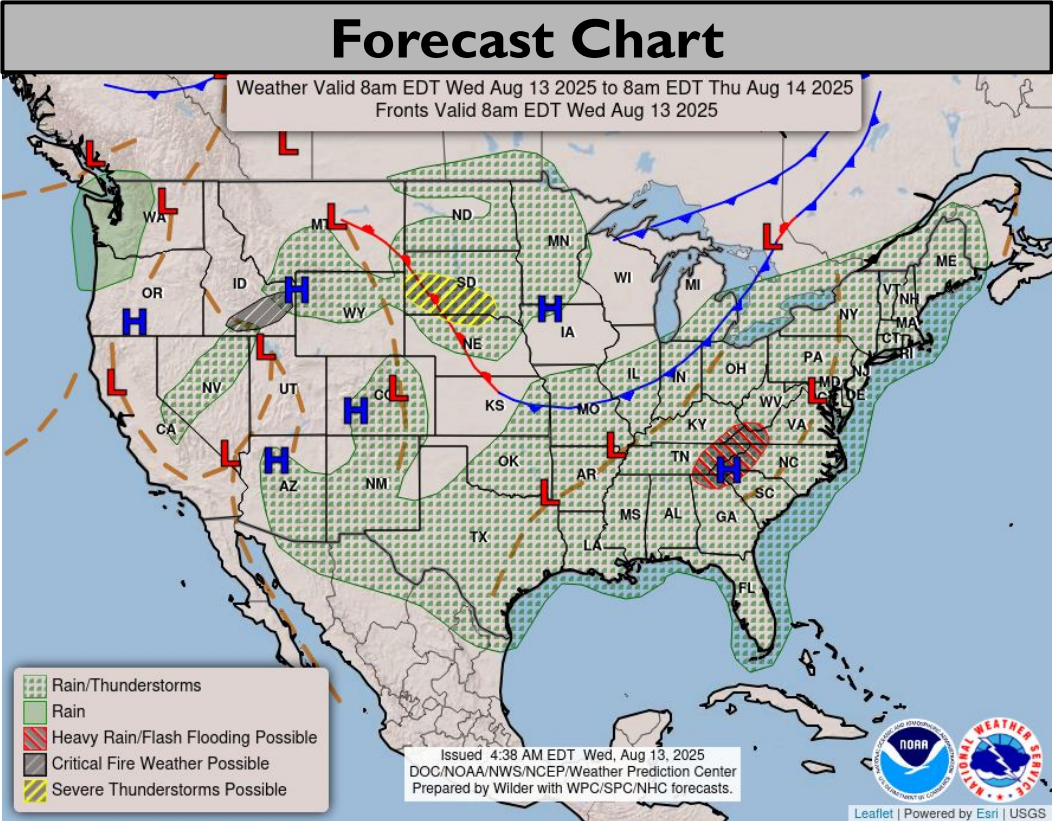 Forecast Chart
Weather Valid 8am EDT Wed Aug 13 2025 to 8am EDT Thu Aug 14 2025
Fronts Valid 8am EDT Wed Aug 13 2025
L
L
L
WA
L
MT
L
ND
MN
L
ME
OR
ID
H
WY
SD
H
WI
MI
VT
NH
NY
MA
CT
RI
H
NE
IA
L
NV
UT
L
CO
L
H
KS
MO
IL
IN
OH
PA
NJ
MD
L
DE
WV
VA
KY
CA
L
H
AZ
NM
OK
L
AR
L
TN
H
NC
SC
TX
LA
MS
AL
GA
FL
Rain/Thunderstorms
Rain
Heavy Rain/Flash Flooding Possible
Critical Fire Weather Possible
Severe Thunderstorms Possible
Issued 4:38 AM EDT Wed, Aug 13, 2025
DOC/NOAA/NWS/NCEP/Weather Prediction Center
Prepared by Wilder with WPC/SPC/NHC forecasts.
NOAA
NATIONAL WEATHER SERVICE
Leaflet | Powered by Esri | USGS